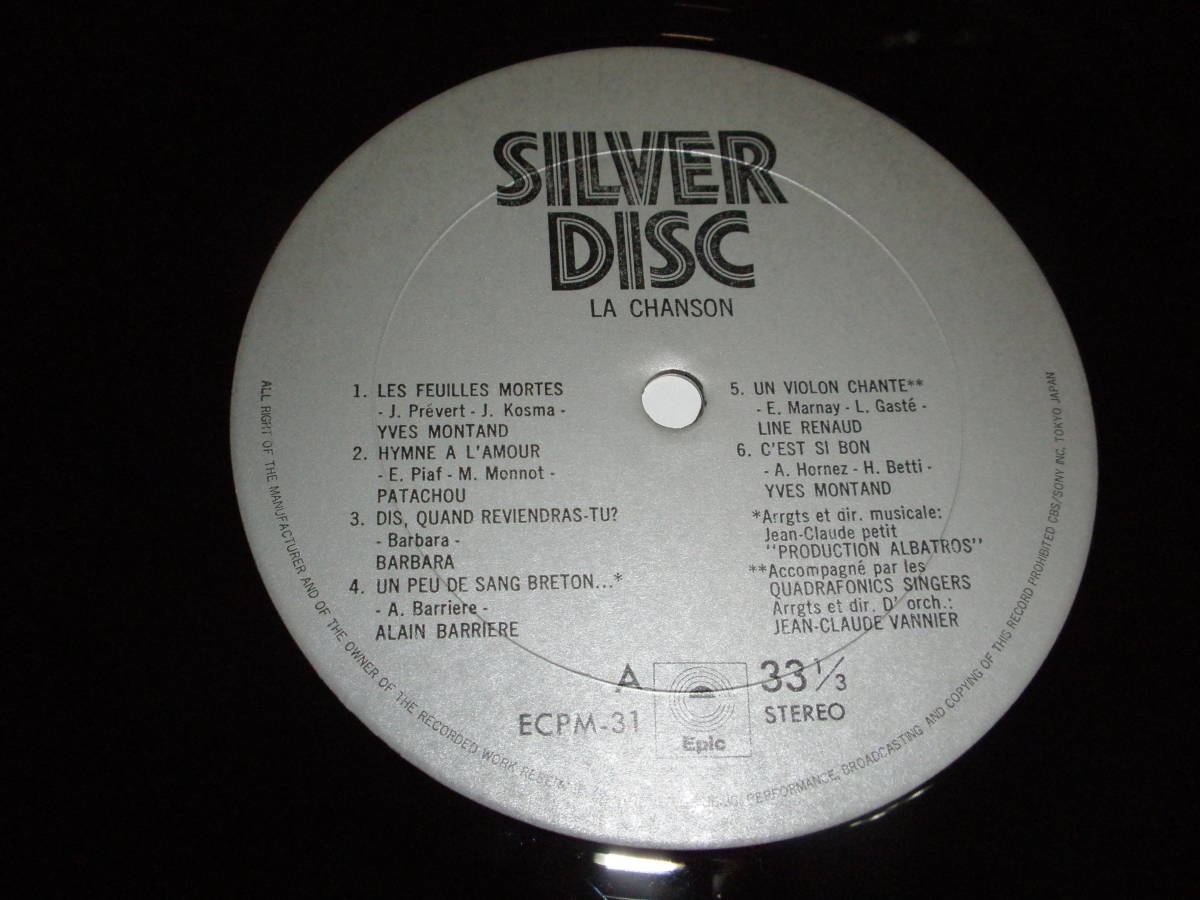 SILVER
DISC
LA CHANSON
1. LES FEUILLES MORTES
- J. Prévert - J. Kosma -
YVES MONTAND
2. HYMNE A L'AMOUR
- E. Piaf - M. Monnot -
PATACHOU
3. DIS, QUAND REVIENDRAS-TU?
- Barbara -
BARBARA
4. UN PEU DE SANG BRETON...*
- A. Barriere -
ALAIN BARRIERE
5. UN VIOLON CHANTE**
- E. Marnay - L. Gasté -
LINE RENAUD
6. C'EST SI BON
- A. Hornez - H. Betti -
YVES MONTAND
*Arrgts et dir. musicale:
Jean-Claude petit
"PRODUCTION ALBATROS"
**Accompagné par les
QUADRAFONICS SINGERS
Arrgts et dir. D' orch.:
JEAN-CLAUDE VANNIER
A
ECPM-31
Epic
33 1/3
STEREO
ALL RIGHT OF THE MANUFACTURER AND OF THE OWNER OF THE RECORDED WORK PERFORMANCE, BROADCASTING AND COPYING OF THIS RECORD PROHIBITED CBS/SONY INC. TOKYO JAPAN